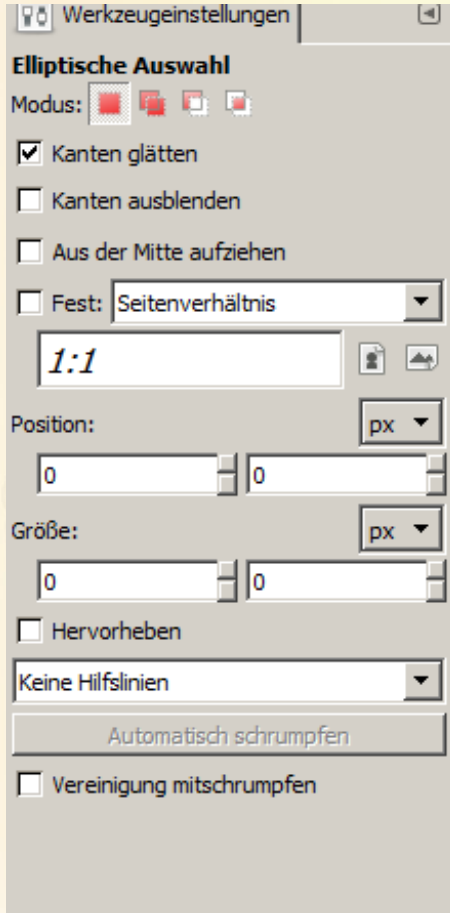 Werkzeugeinstellungen
Elliptische Auswahl
Modus:
Kanten glätten
Kanten ausblenden
Aus der Mitte aufziehen
Fest: Seitenverhältnis
1:1
Position: px
0 0
Größe: px
0 0
Hervorheben
Keine Hilfslinien
Automatisch schrumpfen
Vereinigung mitschrumpfen